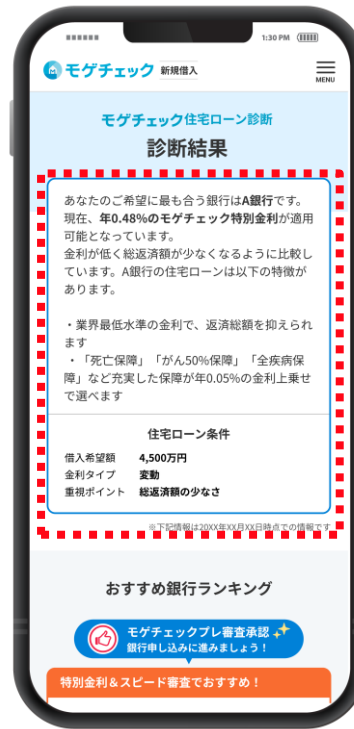 1:30 PM
モゲチェック 新規借入
MENU
モゲチェック住宅ローン診断
診断結果
あなたのご希望に最も合う銀行はA銀行です。
現在、年0.48%のモゲチェック特別金利が適用
可能となっています。
金利が低く総返済額が少なくなるように比較し
ています。A銀行の住宅ローンは以下の特徴が
あります。
・業界最低水準の金利で、返済総額を抑えられ
ます
・「死亡保障」「がん50%保障」「全疾病保
障」など充実した保障が年0.05%の金利上乗せ
で選べます
住宅ローン条件
借入希望額 4,500万円
金利タイプ 変動
重視ポイント 総返済額の少なさ
※下記情報は20XX年XX月XX日時点での情報です
おすすめ銀行ランキング
モゲチェックプレ審査承認
銀行申し込みに進みましょう！
特別金利＆スピード審査でおすすめ！